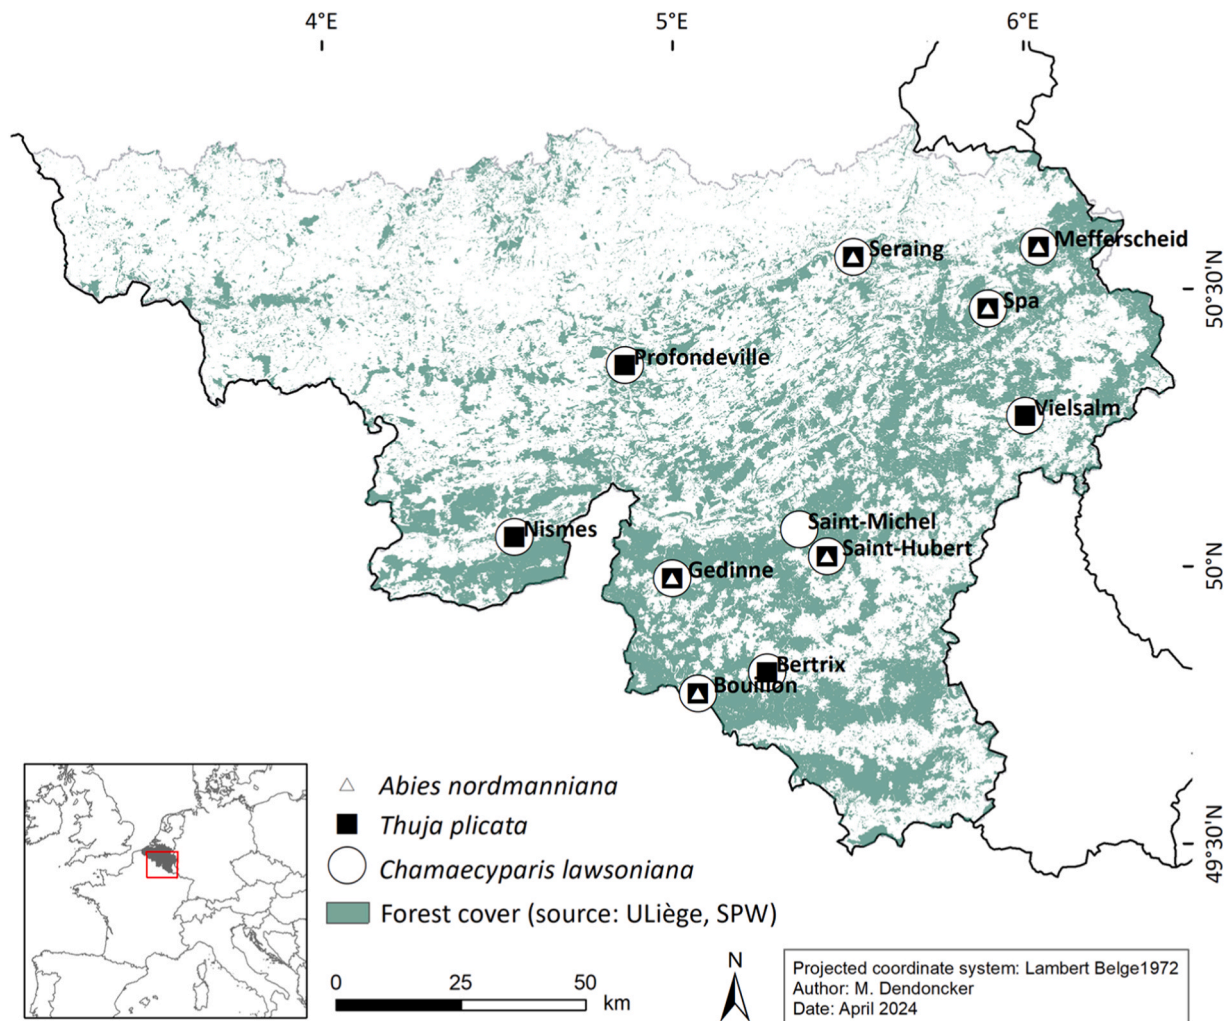 4°E
5°E
6°E
Seraing
Mefferscheid
50°30'N
Spa
Profondeville
Vielsalm
Saint-Michel
Nismes
Saint-Hubert
50°N
Gedinne
Bertrix
Bouillon
49°30'N
Abies nordmanniana
Thuja plicata
Chamaecyparis lawsoniana
Forest cover (source: ULiège, SPW)
0 25 50
km
N
Projected coordinate system: Lambert Belge1972
Author: M. Dendoncker
Date: April 2024